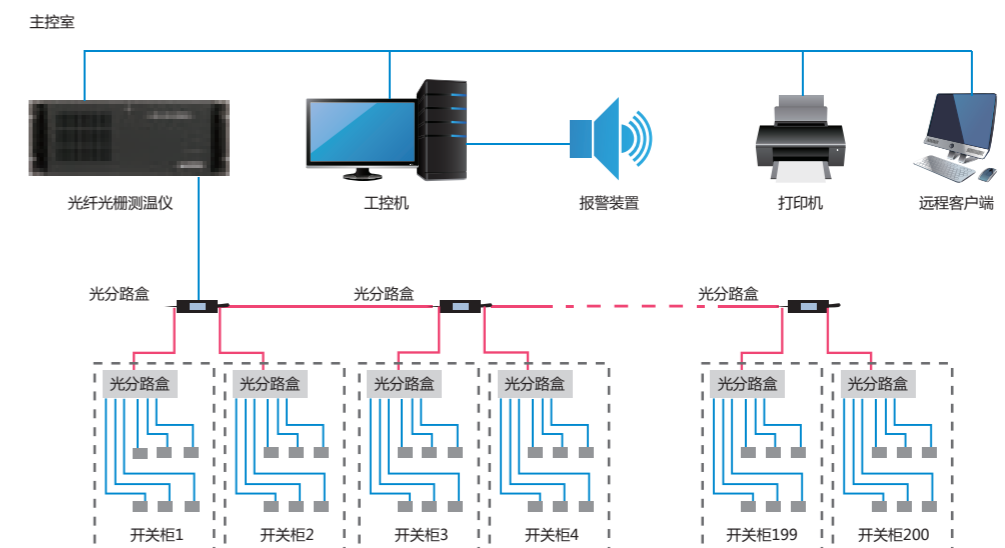 主控室
光纤光栅测温仪
工控机
报警装置
打印机
远程客户端
光分路盒
光分路盒
光分路盒
光分路盒
光分路盒
光分路盒
光分路盒
光分路盒
光分路盒
开关柜1
开关柜2
开关柜3
开关柜4
开关柜199
开关柜200